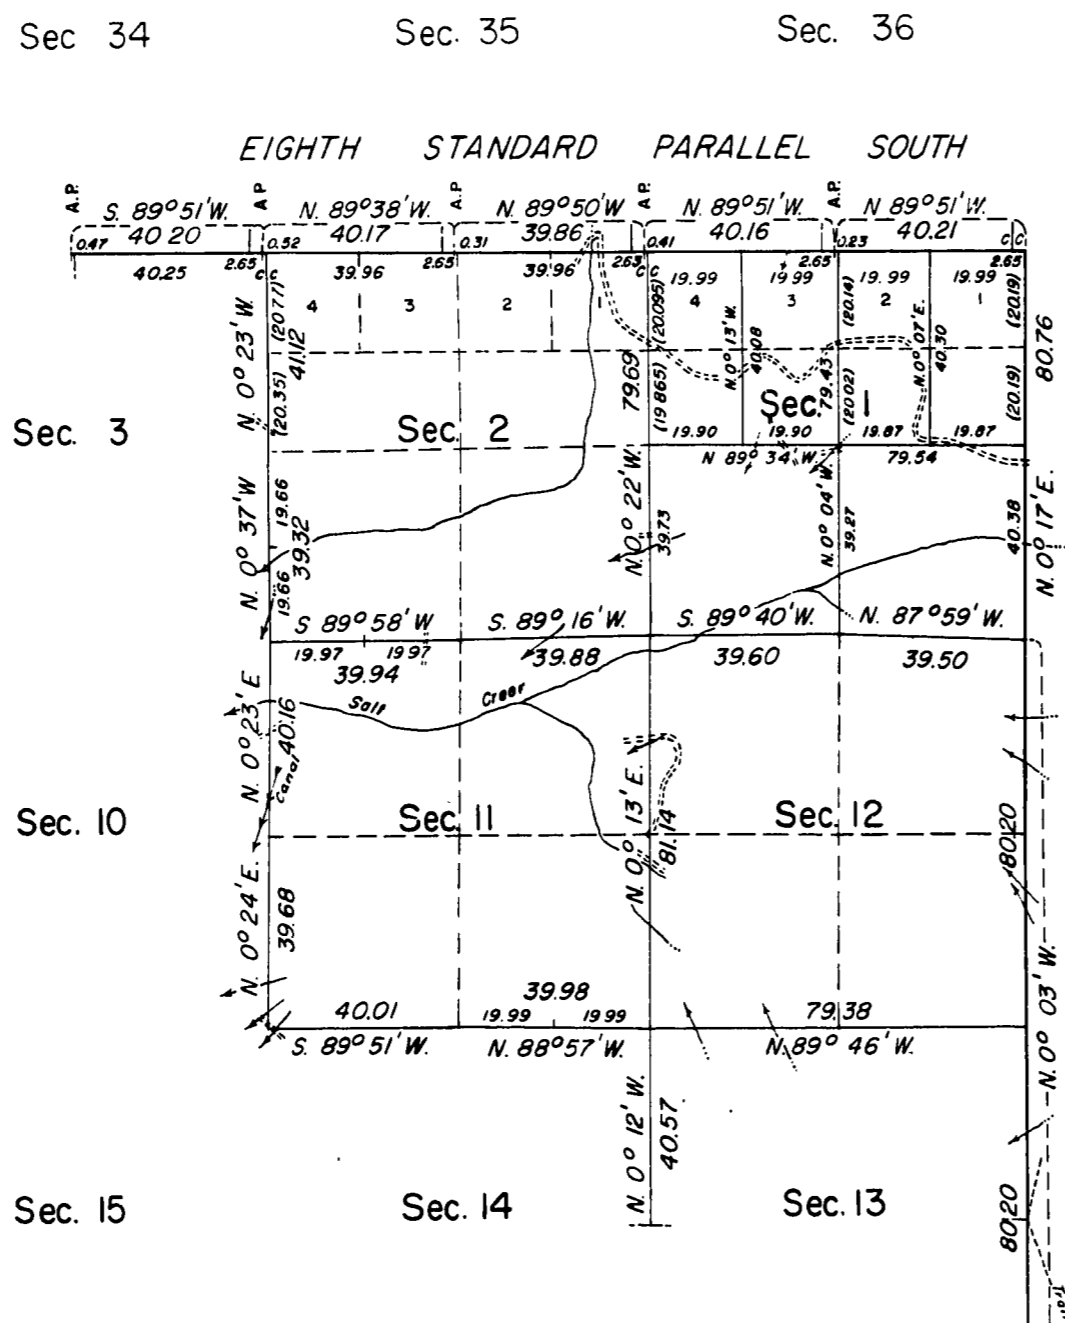 Sec 34 Sec. 35 Sec. 36
EIGHTH STANDARD PARALLEL SOUTH
A.P. A.P. A.P. A.P. A.P.
S. 89° 51' W. N. 89° 38' W. N. 89° 50' W N 89° 51' W. N 89° 51' W.
40 20 40.17 39.86 40.16 40.21
0.47 0.52 0.31 0.41 0.23 C C
2.65 2.65 2.65 2.65 2.65
40.25 C C 39.96 39.96 C C 19.99 19 99 19.99 19.99
4 3 2 1 4 3 2 1
N. 0° 23' W.
(20 77)
41.12
(20.35)
79.69
(20.095)
(19 865)
N. 0° 13' W.
40.08
(20.14)
79.43
(20 02)
N. 0° 07' E.
40.30
(20.19)
(20.19)
80.76
Sec. 3 Sec. 2 Sec. 1
19.90 19.90 19.87 19.87
N 89° 34' W. 79.54
N. 0° 37' W
19.66
39.32
19.66
N. 0° 22' W.
39.73
N. 0° 04' W.
39.27
40.38
N. 0° 17' E.
S 89° 58' W S. 89° 16' W. S 89° 40' W. N. 87° 59' W.
19.97 19 97
39.94 39.88 39.60 39.50
N. 0° 23' E
40.16
Salt Creek
Canal
N. 0° 13' E.
81.14
80.20
Sec. 10 Sec. 11 Sec. 12
N. 0° 24' E.
39.68
N. 0° 03' W.
40.01 39.98 79.38
19.99 19.99
S. 89° 51' W. N. 88° 57' W. N. 89° 46' W.
N. 0° 12' W.
40.57
80.20
Sec. 15 Sec. 14 Sec. 13